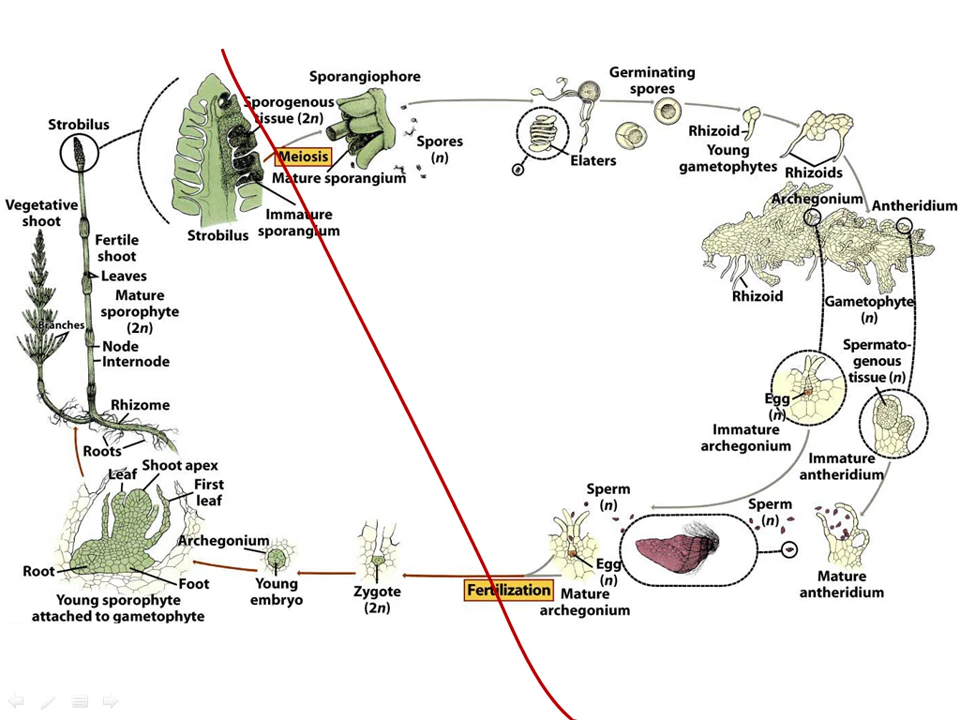 Sporangiophore
Sporogenous
tissue (2n)
Meiosis
Mature sporangium
Spores
(n)
Immature
sporangium
Strobilus
Strobilus
Germinating
spores
Elaters
Rhizoid
Young
gametophytes
Rhizoids
Archegonium
Antheridium
Rhizoid
Gametophyte
(n)
Spermato-
genous
tissue (n)
Egg
(n)
Immature
archegonium
Immature
antheridium
Sperm
(n)
Sperm
(n)
Mature
antheridium
Egg
(n)
Mature
archegonium
Fertilization
Zygote
(2n)
Young
embryo
Archegonium
Vegetative
shoot
Fertile
shoot
Leaves
Mature
sporophyte
(2n)
Branches
Node
Internode
Rhizome
Roots
Leaf
Shoot apex
First
leaf
Root
Foot
Young sporophyte
attached to gametophyte